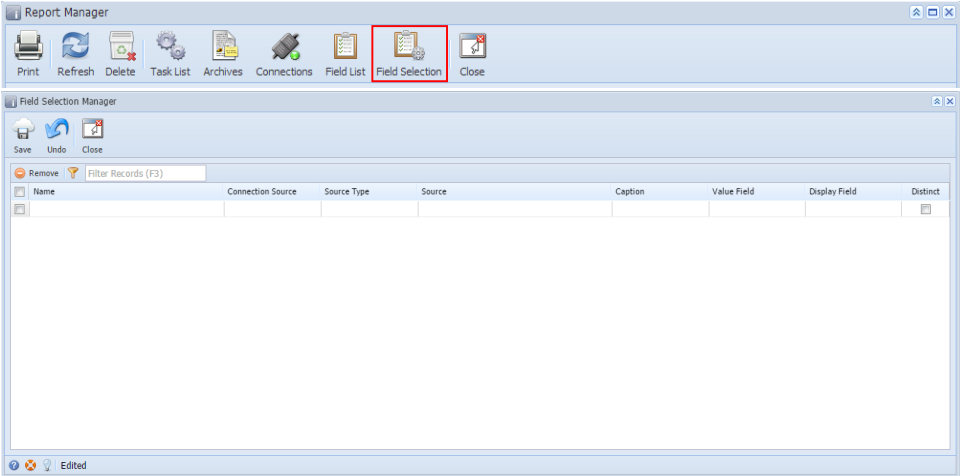 Report Manager
Print Refresh Delete Task List Archives Connections Field List Field Selection Close
Field Selection Manager
Save Undo Close
Remove Filter Records (F3)
Name Connection Source Source Type Source Caption Value Field Display Field Distinct
Edited